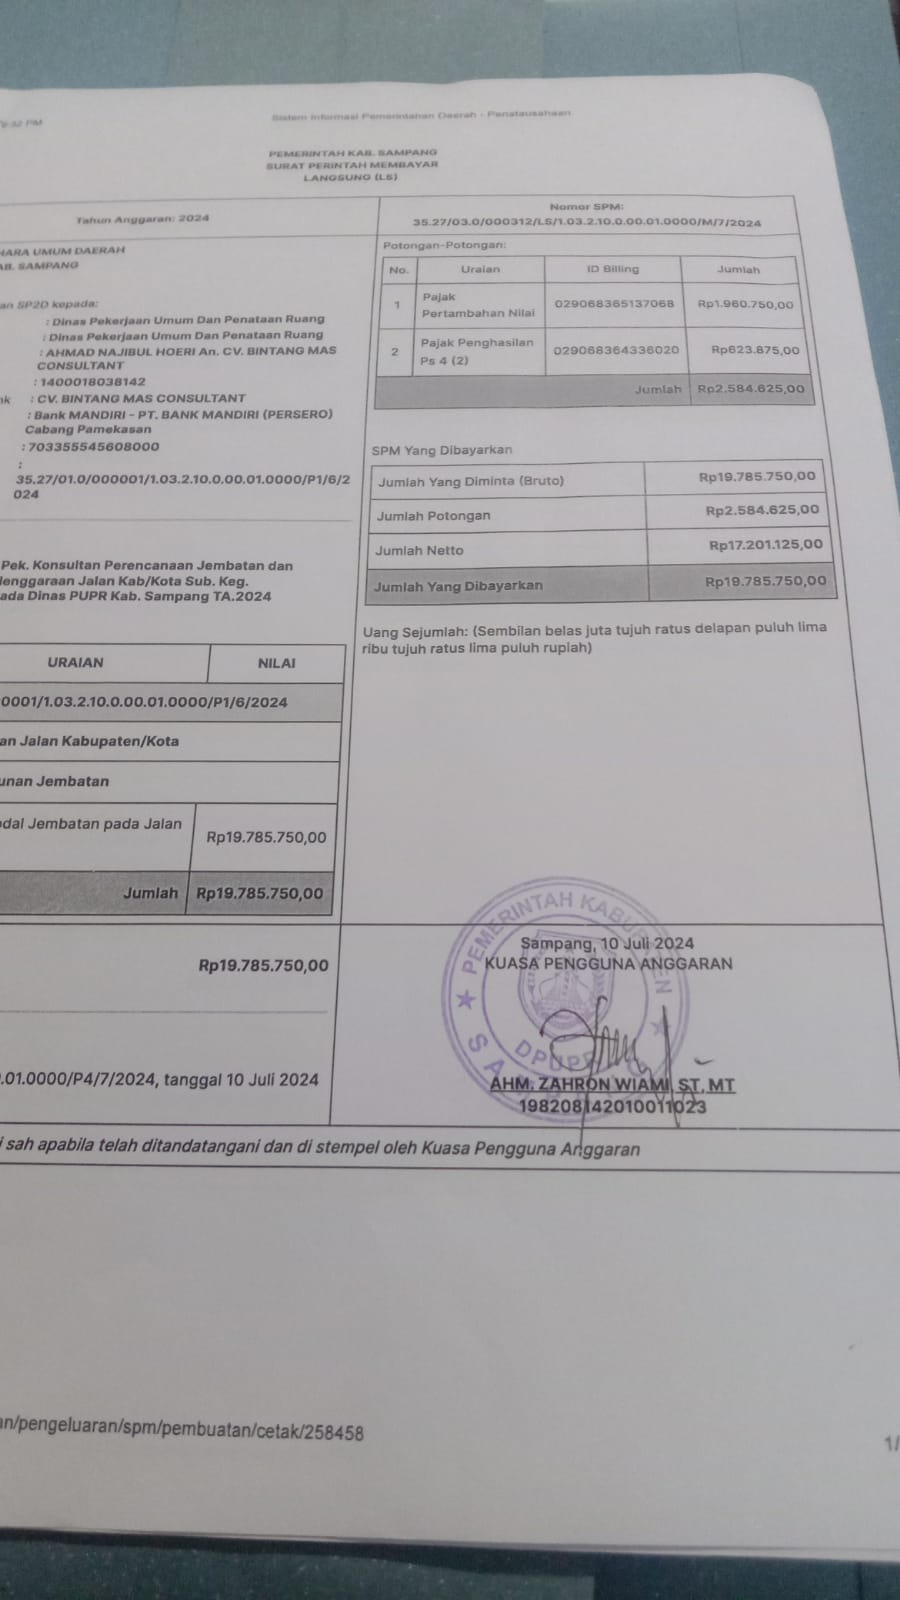 9:32 PM
Sistem Informasi Pemerintahan Daerah - Penatausahaan
PEMERINTAH KAB. SAMPANG
SURAT PERINTAH MEMBAYAR
LANGSUNG (LS)
Tahun Anggaran: 2024
Nomor SPM:
35.27/03.0/000312/LS/1.03.2.10.0.00.01.0000/M/7/2024
HARA UMUM DAERAH
AB. SAMPANG
an SP2D kepada:
: Dinas Pekerjaan Umum Dan Penataan Ruang
: Dinas Pekerjaan Umum Dan Penataan Ruang
: AHMAD NAJIBUL HOERI An. CV. BINTANG MAS
CONSULTANT
: 1400018038142
nk : CV. BINTANG MAS CONSULTANT
: Bank MANDIRI - PT. BANK MANDIRI (PERSERO)
Cabang Pamekasan
: 703355545608000
:
35.27/01.0/000001/1.03.2.10.0.00.01.0000/P1/6/2
024
Pek. Konsultan Perencanaan Jembatan dan
lenggaraan Jalan Kab/Kota Sub. Keg.
ada Dinas PUPR Kab. Sampang TA.2024
URAIAN NILAI
0001/1.03.2.10.0.00.01.0000/P1/6/2024
an Jalan Kabupaten/Kota
unan Jembatan
odal Jembatan pada Jalan Rp19.785.750,00
Jumlah Rp19.785.750,00
Rp19.785.750,00
.01.0000/P4/7/2024, tanggal 10 Juli 2024
Potongan-Potongan:
No. Uraian ID Billing Jumlah
1 Pajak Pertambahan Nilai 029068365137068 Rp1.960.750,00
2 Pajak Penghasilan Ps 4 (2) 029068364336020 Rp623.875,00
Jumlah Rp2.584.625,00
SPM Yang Dibayarkan
Jumlah Yang Diminta (Bruto) Rp19.785.750,00
Jumlah Potongan Rp2.584.625,00
Jumlah Netto Rp17.201.125,00
Jumlah Yang Dibayarkan Rp19.785.750,00
Uang Sejumlah: (Sembilan belas juta tujuh ratus delapan puluh lima
ribu tujuh ratus lima puluh rupiah)
PEMERINTAH KABUPATEN
SAMPANG
DPUPR
Sampang, 10 Juli 2024
KUASA PENGGUNA ANGGARAN
AHM. ZAHRON WIAMI, ST, MT
198208142010011023
i sah apabila telah ditandatangani dan di stempel oleh Kuasa Pengguna Anggaran
an/pengeluaran/spm/pembuatan/cetak/258458
1/